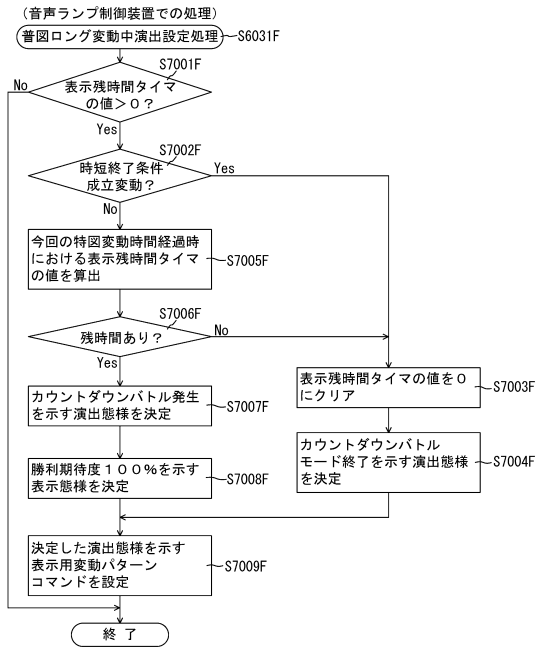 (音声ランプ制御装置での処理)
普図ロング変動中演出設定処理
S6031F
S7001F
表示残時間タイマ
の値＞０？
No
Yes
S7002F
時短終了条件
成立変動？
Yes
No
今回の特図変動時間経過時
における表示残時間タイマ
の値を算出
S7005F
S7006F
残時間あり？
No
Yes
表示残時間タイマの値を０
にクリア
S7003F
カウントダウンバトル発生
を示す演出態様を決定
S7007F
カウントダウンバトル
モード終了を示す演出態様
を決定
S7004F
勝利期待度１００％を示す
表示態様を決定
S7008F
決定した演出態様を示す
表示用変動パターン
コマンドを設定
S7009F
終 了